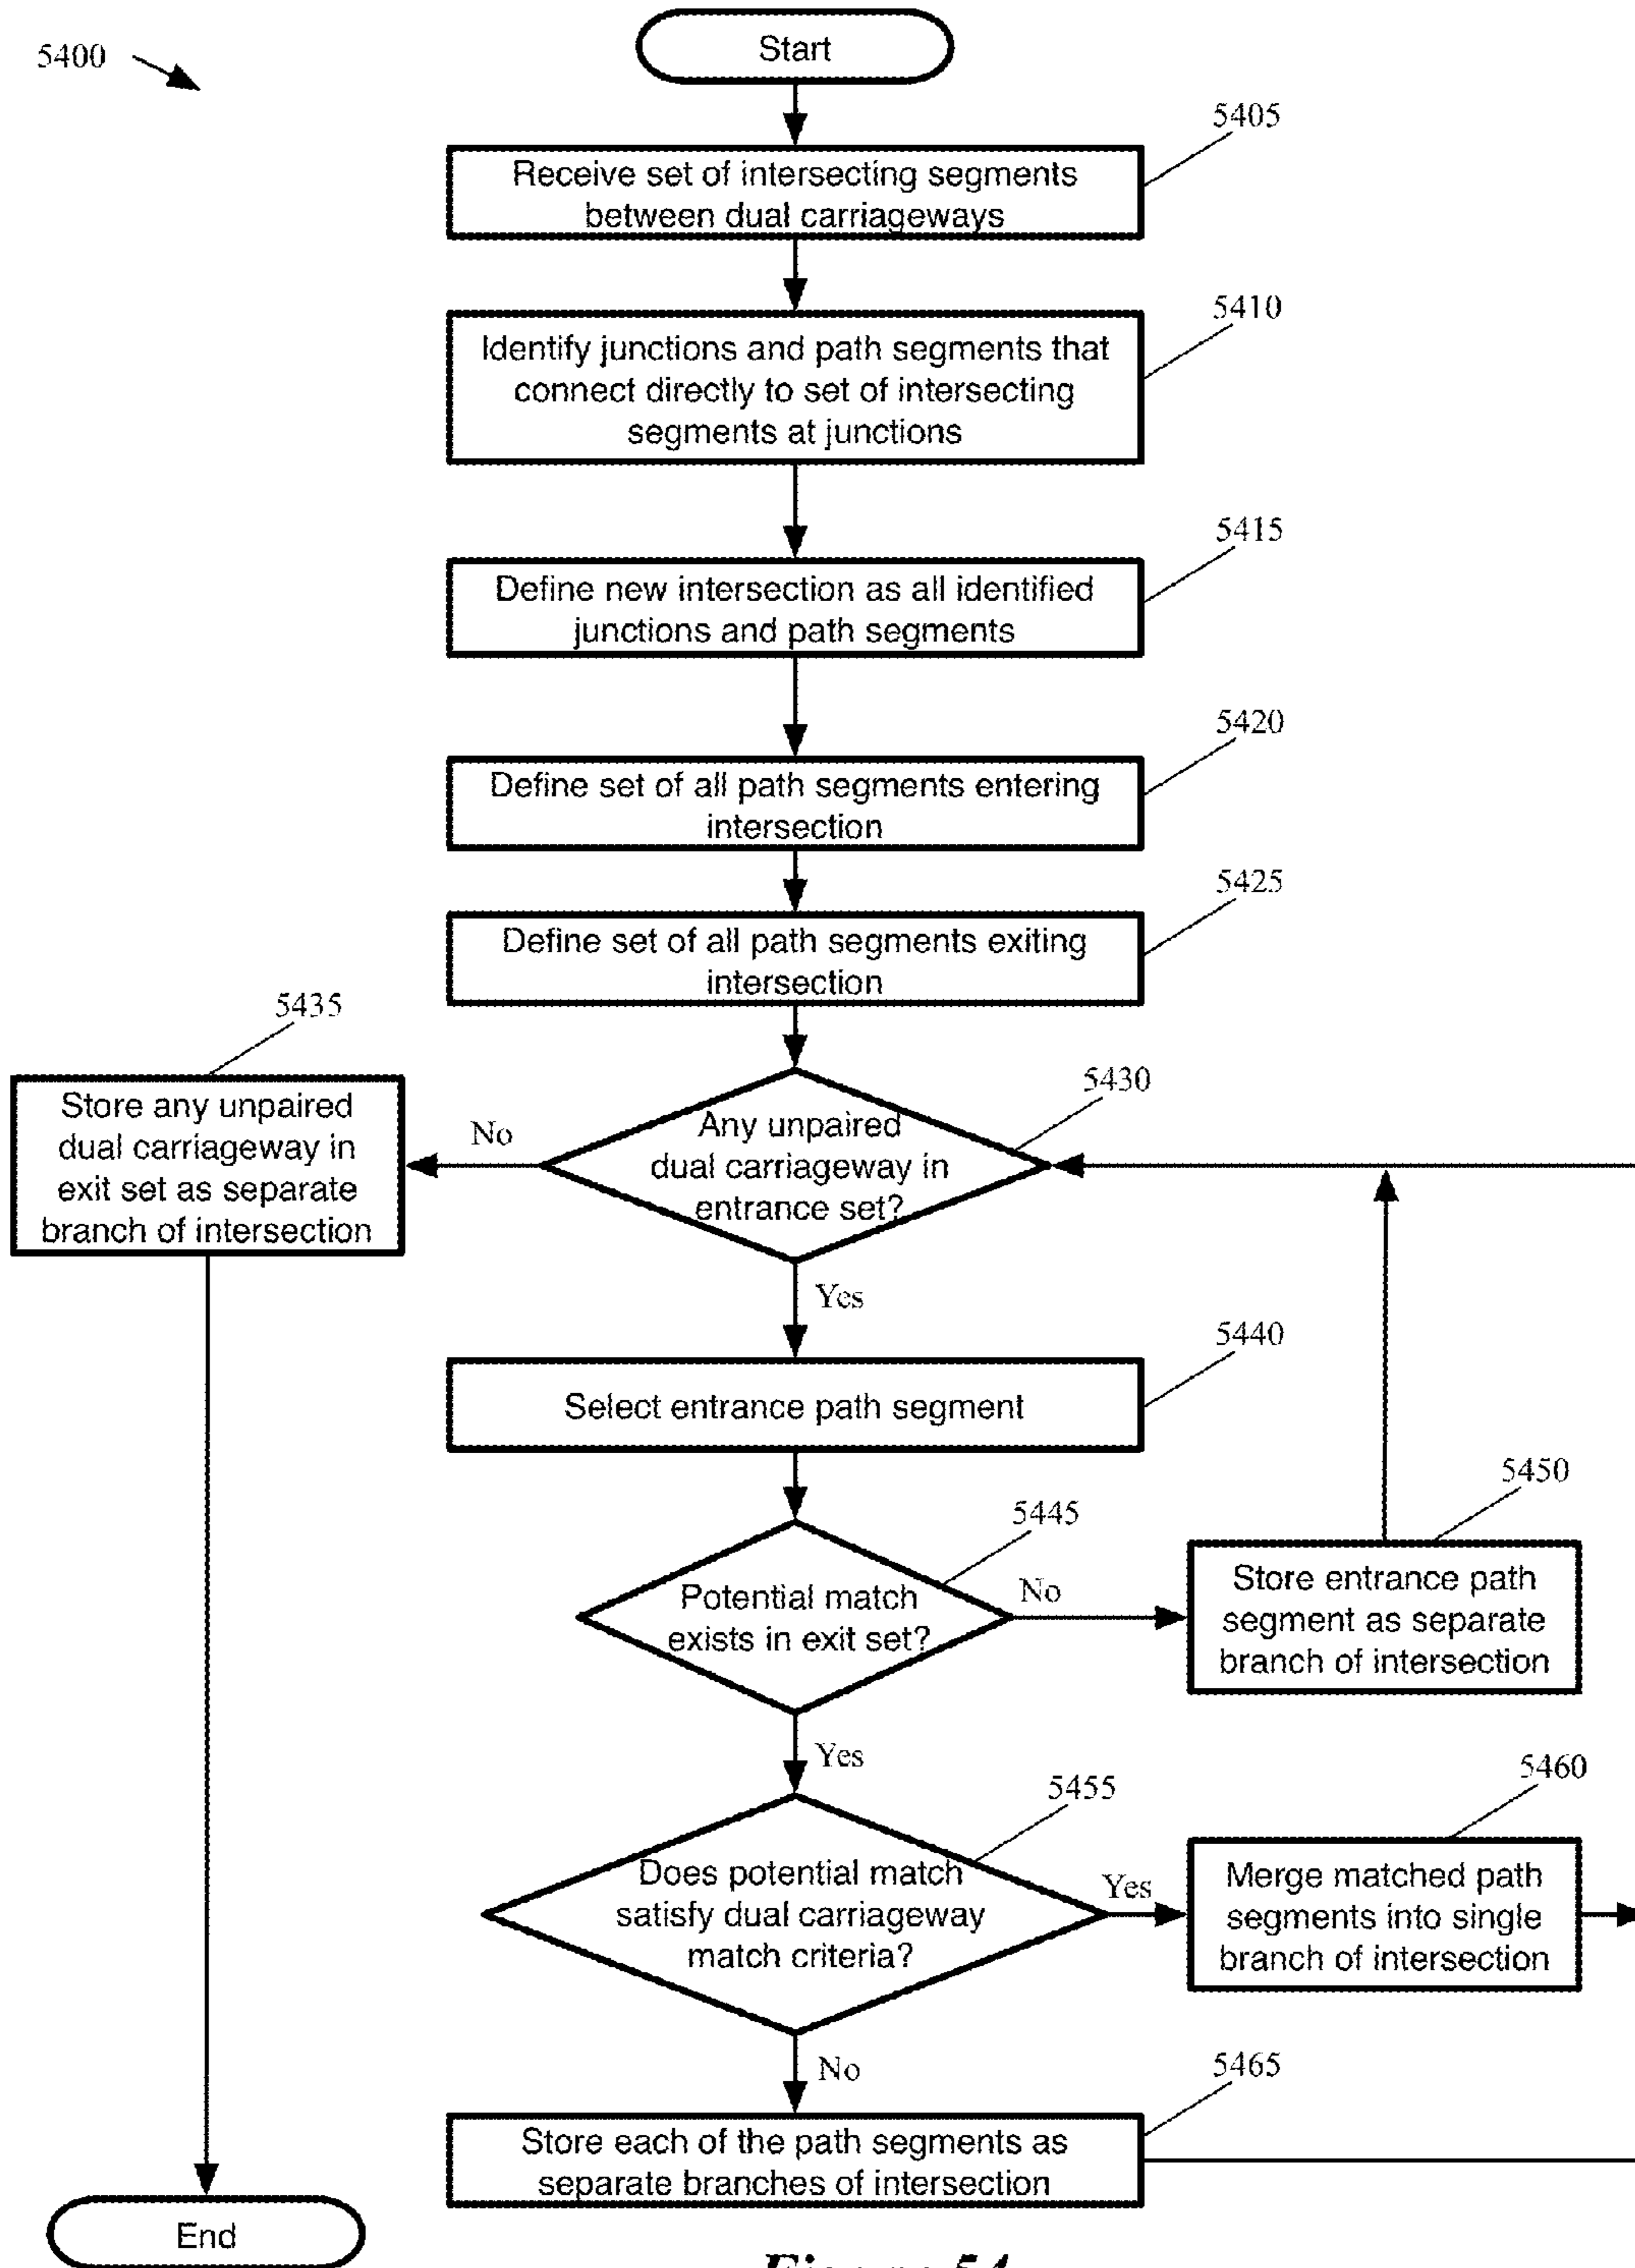 5400
Start
5405
Receive set of intersecting segments
between dual carriageways
5410
Identify junctions and path segments that
connect directly to set of intersecting
segments at junctions
5415
Define new intersection as all identified
junctions and path segments
5420
Define set of all path segments entering
intersection
5425
Define set of all path segments exiting
intersection
5435
Store any unpaired
dual carriageway in
exit set as separate
branch of intersection
No
5430
Any unpaired
dual carriageway in
entrance set?
Yes
5440
Select entrance path segment
5445
Potential match
exists in exit set?
No
5450
Store entrance path
segment as separate
branch of intersection
Yes
5455
Does potential match
satisfy dual carriageway
match criteria?
Yes
5460
Merge matched path
segments into single
branch of intersection
No
5465
Store each of the path segments as
separate branches of intersection
End
Figure 54